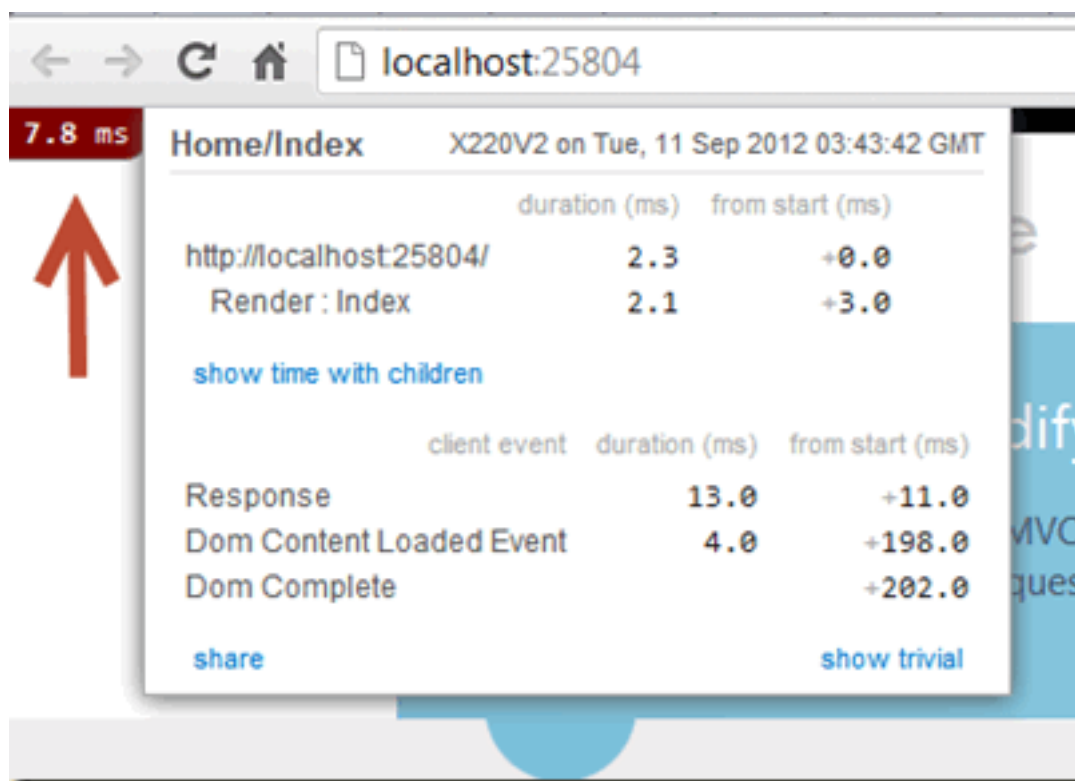 localhost:25804
7.8 ms
Home/Index X220V2 on Tue, 11 Sep 2012 03:43:42 GMT
duration (ms) from start (ms)
http://localhost:25804/ 2.3 +0.0
Render : Index 2.1 +3.0
show time with children
client event duration (ms) from start (ms)
Response 13.0 +11.0
Dom Content Loaded Event 4.0 +198.0
Dom Complete +202.0
share show trivial
MVC